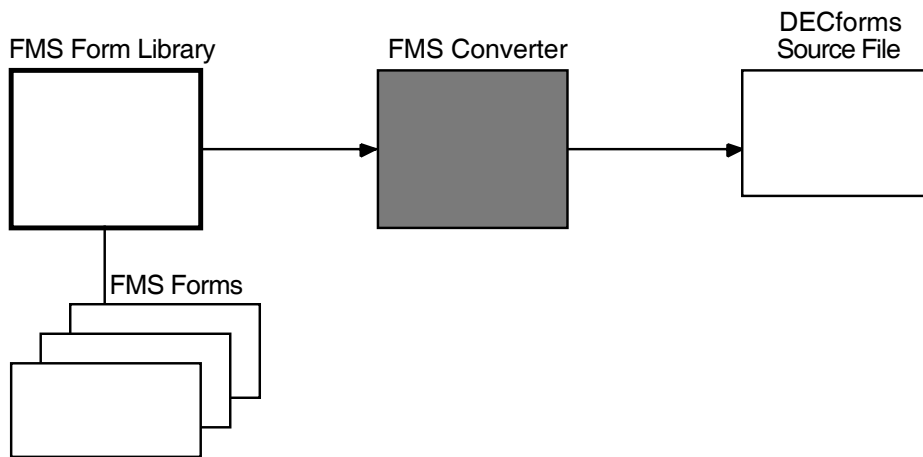 FMS Form Library
FMS Converter
DECforms
Source File
FMS Forms